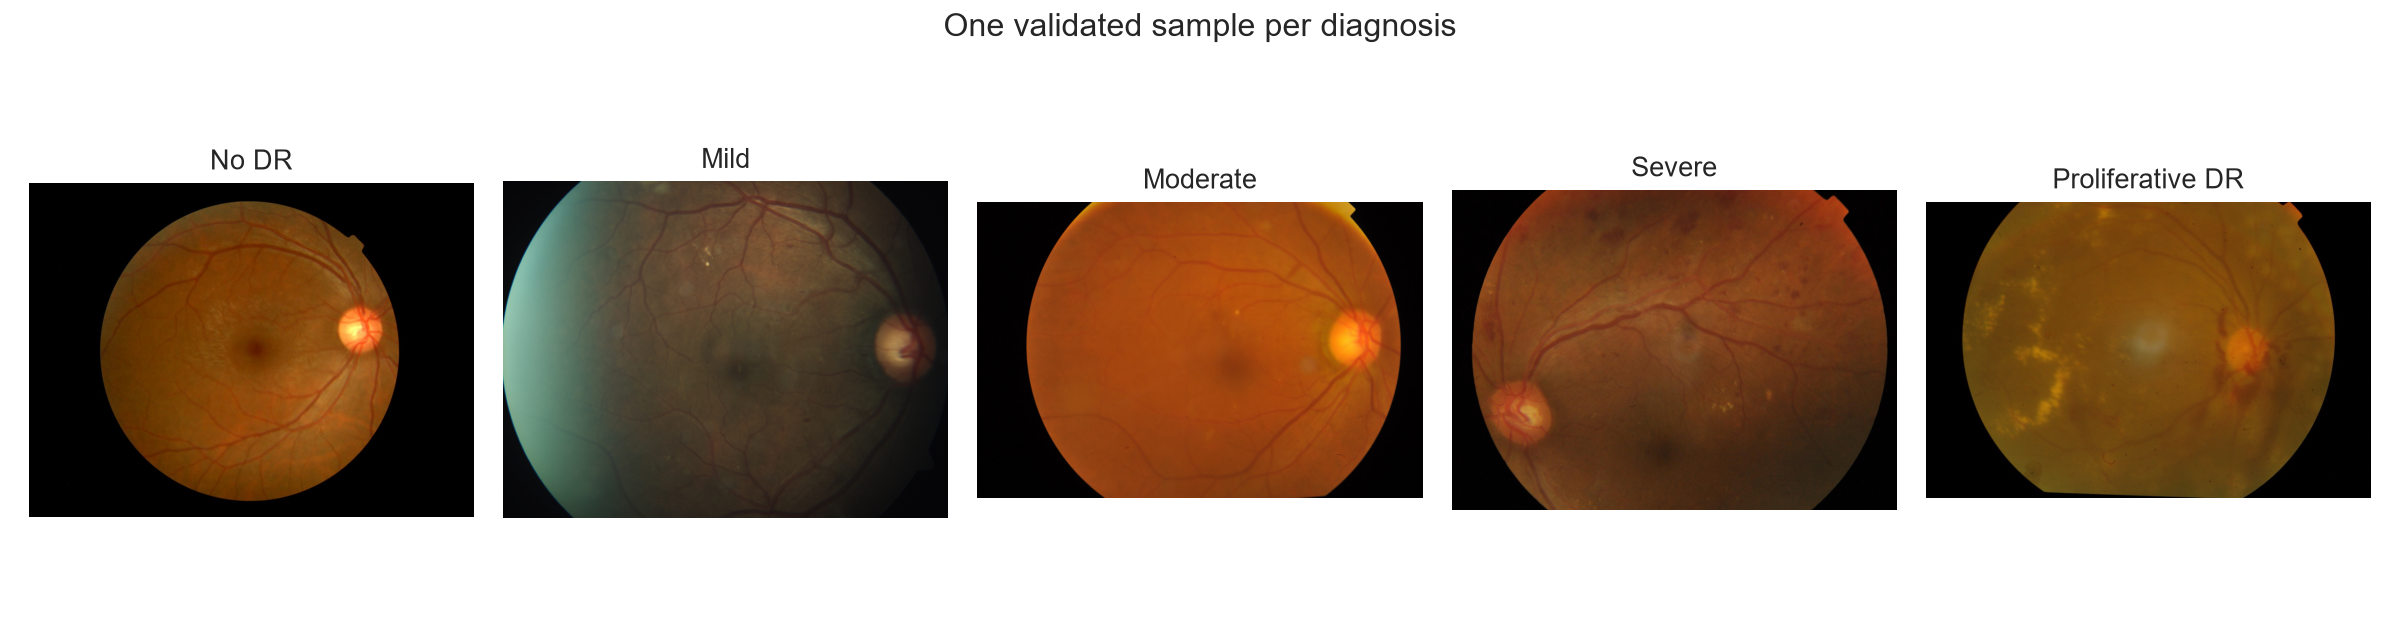 One validated sample per diagnosis
No DR
Mild
Moderate
Severe
Proliferative DR